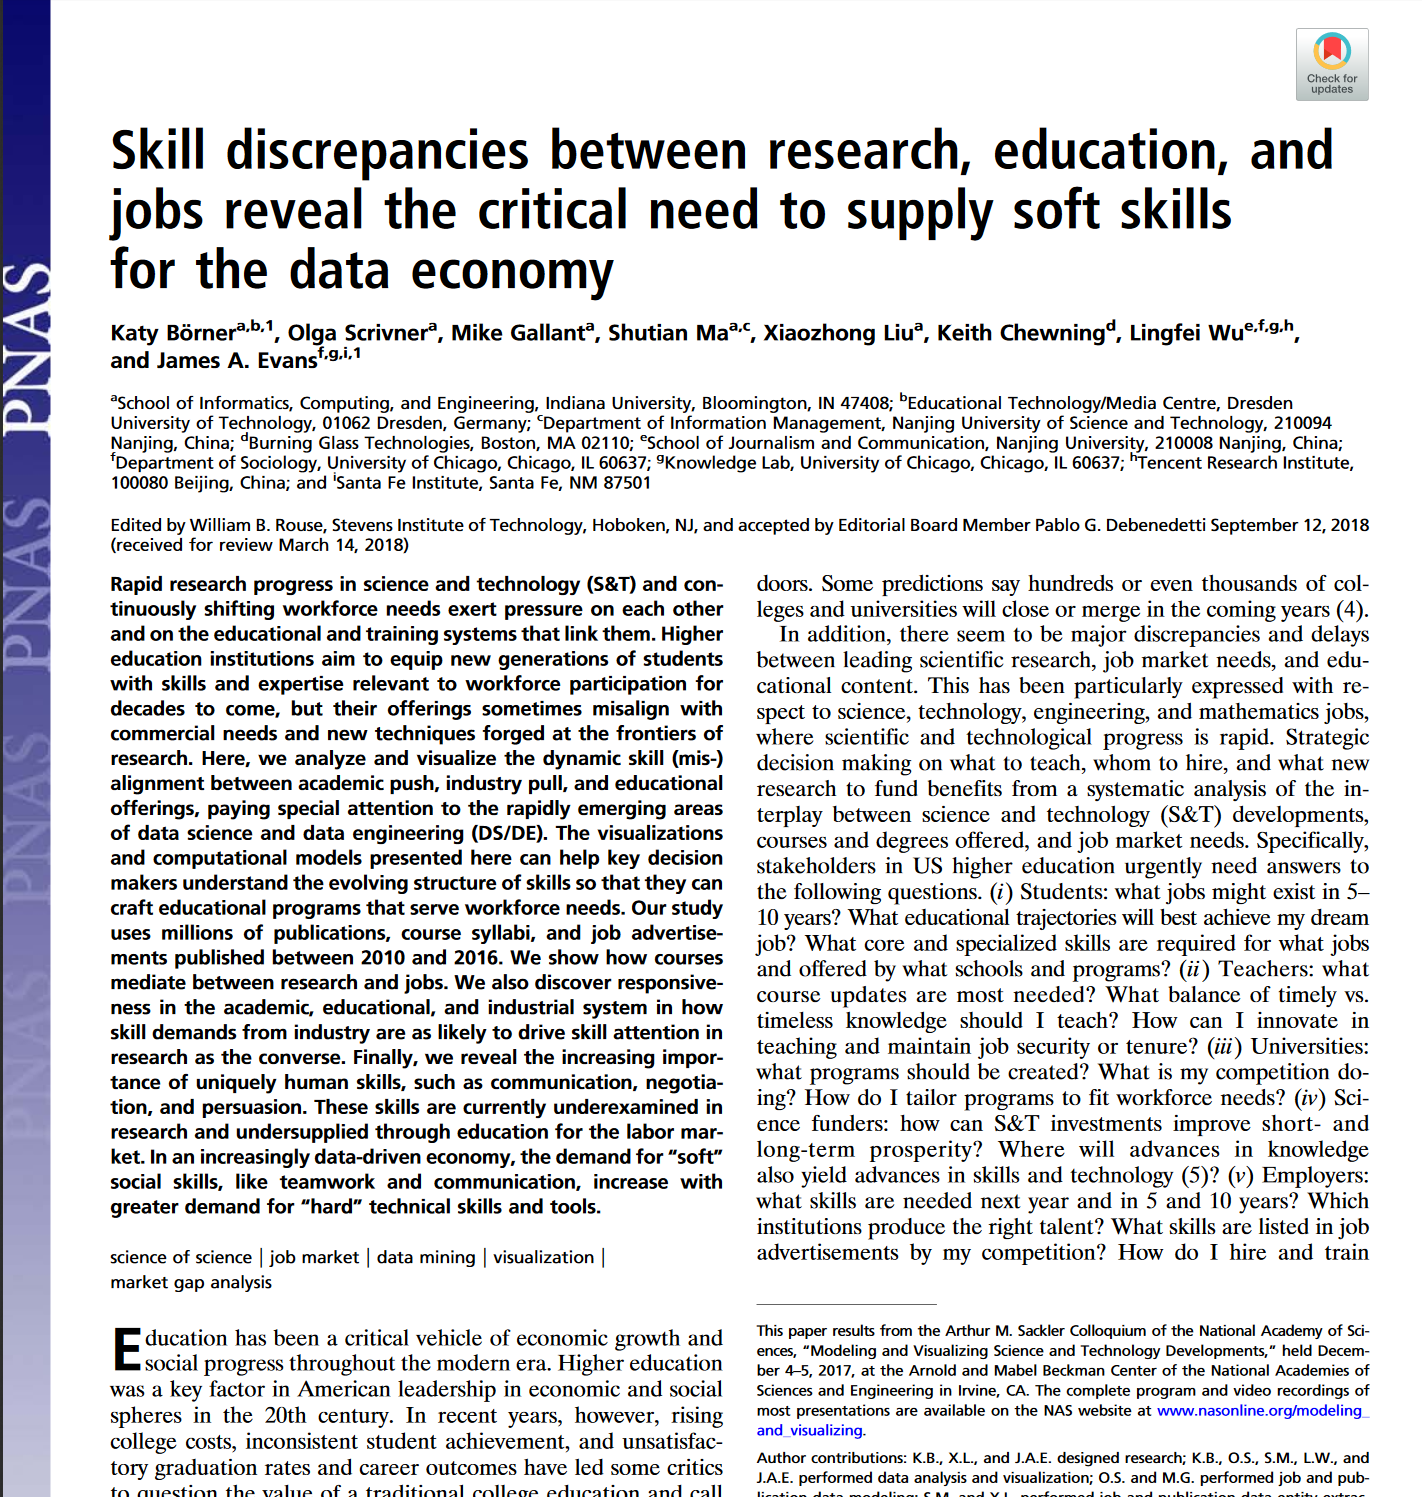 PNAS
PNAS
PNAS
PNAS
PNAS
Check for
updates
Skill discrepancies between research, education, and
jobs reveal the critical need to supply soft skills
for the data economy
Katy Börnerᵃ,ᵇ,¹, Olga Scrivnerᵃ, Mike Gallantᵃ, Shutian Maᵃ,ᶜ, Xiaozhong Liuᵃ, Keith Chewningᵈ, Lingfei Wuᵉ,ᶠ,ᵍ,ʰ,
and James A. Evansᶠ,ᵍ,ⁱ,¹
ᵃSchool of Informatics, Computing, and Engineering, Indiana University, Bloomington, IN 47408; ᵇEducational Technology/Media Centre, Dresden
University of Technology, 01062 Dresden, Germany; ᶜDepartment of Information Management, Nanjing University of Science and Technology, 210094
Nanjing, China; ᵈBurning Glass Technologies, Boston, MA 02110; ᵉSchool of Journalism and Communication, Nanjing University, 210008 Nanjing, China;
ᶠDepartment of Sociology, University of Chicago, Chicago, IL 60637; ᵍKnowledge Lab, University of Chicago, Chicago, IL 60637; ʰTencent Research Institute,
100080 Beijing, China; and ⁱSanta Fe Institute, Santa Fe, NM 87501
Edited by William B. Rouse, Stevens Institute of Technology, Hoboken, NJ, and accepted by Editorial Board Member Pablo G. Debenedetti September 12, 2018
(received for review March 14, 2018)
Rapid research progress in science and technology (S&T) and con-
tinuously shifting workforce needs exert pressure on each other
and on the educational and training systems that link them. Higher
education institutions aim to equip new generations of students
with skills and expertise relevant to workforce participation for
decades to come, but their offerings sometimes misalign with
commercial needs and new techniques forged at the frontiers of
research. Here, we analyze and visualize the dynamic skill (mis-)
alignment between academic push, industry pull, and educational
offerings, paying special attention to the rapidly emerging areas
of data science and data engineering (DS/DE). The visualizations
and computational models presented here can help key decision
makers understand the evolving structure of skills so that they can
craft educational programs that serve workforce needs. Our study
uses millions of publications, course syllabi, and job advertise-
ments published between 2010 and 2016. We show how courses
mediate between research and jobs. We also discover responsive-
ness in the academic, educational, and industrial system in how
skill demands from industry are as likely to drive skill attention in
research as the converse. Finally, we reveal the increasing impor-
tance of uniquely human skills, such as communication, negotia-
tion, and persuasion. These skills are currently underexamined in
research and undersupplied through education for the labor mar-
ket. In an increasingly data-driven economy, the demand for “soft”
social skills, like teamwork and communication, increase with
greater demand for “hard” technical skills and tools.
science of science | job market | data mining | visualization |
market gap analysis
Education has been a critical vehicle of economic growth and
social progress throughout the modern era. Higher education
was a key factor in American leadership in economic and social
spheres in the 20th century. In recent years, however, rising
college costs, inconsistent student achievement, and unsatisfac-
tory graduation rates and career outcomes have led some critics
to question the value of a traditional college education and call
doors. Some predictions say hundreds or even thousands of col-
leges and universities will close or merge in the coming years (4).
In addition, there seem to be major discrepancies and delays
between leading scientific research, job market needs, and edu-
cational content. This has been particularly expressed with re-
spect to science, technology, engineering, and mathematics jobs,
where scientific and technological progress is rapid. Strategic
decision making on what to teach, whom to hire, and what new
research to fund benefits from a systematic analysis of the in-
terplay between science and technology (S&T) developments,
courses and degrees offered, and job market needs. Specifically,
stakeholders in US higher education urgently need answers to
the following questions. (i) Students: what jobs might exist in 5–
10 years? What educational trajectories will best achieve my dream
job? What core and specialized skills are required for what jobs
and offered by what schools and programs? (ii) Teachers: what
course updates are most needed? What balance of timely vs.
timeless knowledge should I teach? How can I innovate in
teaching and maintain job security or tenure? (iii) Universities:
what programs should be created? What is my competition do-
ing? How do I tailor programs to fit workforce needs? (iv) Sci-
ence funders: how can S&T investments improve short- and
long-term prosperity? Where will advances in knowledge
also yield advances in skills and technology (5)? (v) Employers:
what skills are needed next year and in 5 and 10 years? Which
institutions produce the right talent? What skills are listed in job
advertisements by my competition? How do I hire and train
This paper results from the Arthur M. Sackler Colloquium of the National Academy of Sci-
ences, “Modeling and Visualizing Science and Technology Developments,” held Decem-
ber 4–5, 2017, at the Arnold and Mabel Beckman Center of the National Academies of
Sciences and Engineering in Irvine, CA. The complete program and video recordings of
most presentations are available on the NAS website at www.nasonline.org/modeling_
and_visualizing.
Author contributions: K.B., X.L., and J.A.E. designed research; K.B., O.S., S.M., L.W., and
J.A.E. performed data analysis and visualization; O.S. and M.G. performed job and pub-
lication data modeling; S.M. and X.L. performed job and publication data entity extrac-